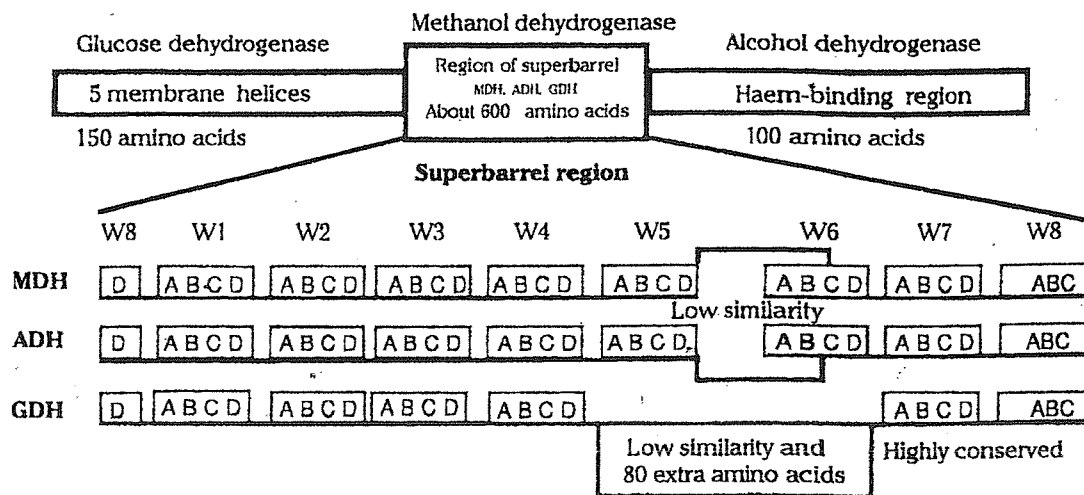 Methanol dehydrogenase
Glucose dehydrogenase
Alcohol dehydrogenase
Region of superbarrel
MDH, ADH, GDH
About 600 amino acids
5 membrane helices
Haem-binding region
150 amino acids
100 amino acids
Superbarrel region
W8 W1 W2 W3 W4 W5 W6 W7 W8
MDH D ABCD ABCD ABCD ABCD ABCD ABCD ABCD ABC
Low similarity
ADH D ABCD ABCD ABCD ABCD ABCD ABCD ABCD ABC
GDH D ABCD ABCD ABCD ABCD ABCD ABC
Low similarity and
80 extra amino acids
Highly conserved